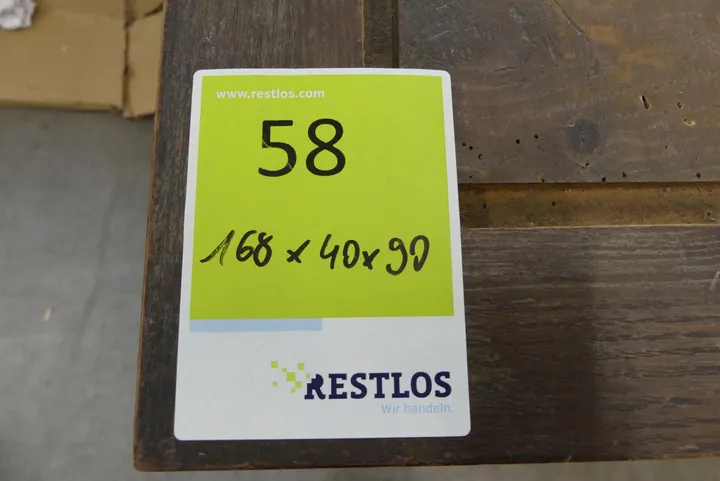 www.restlos.com
58
168 x 40 x 90
RESTLOS
Wir handeln.